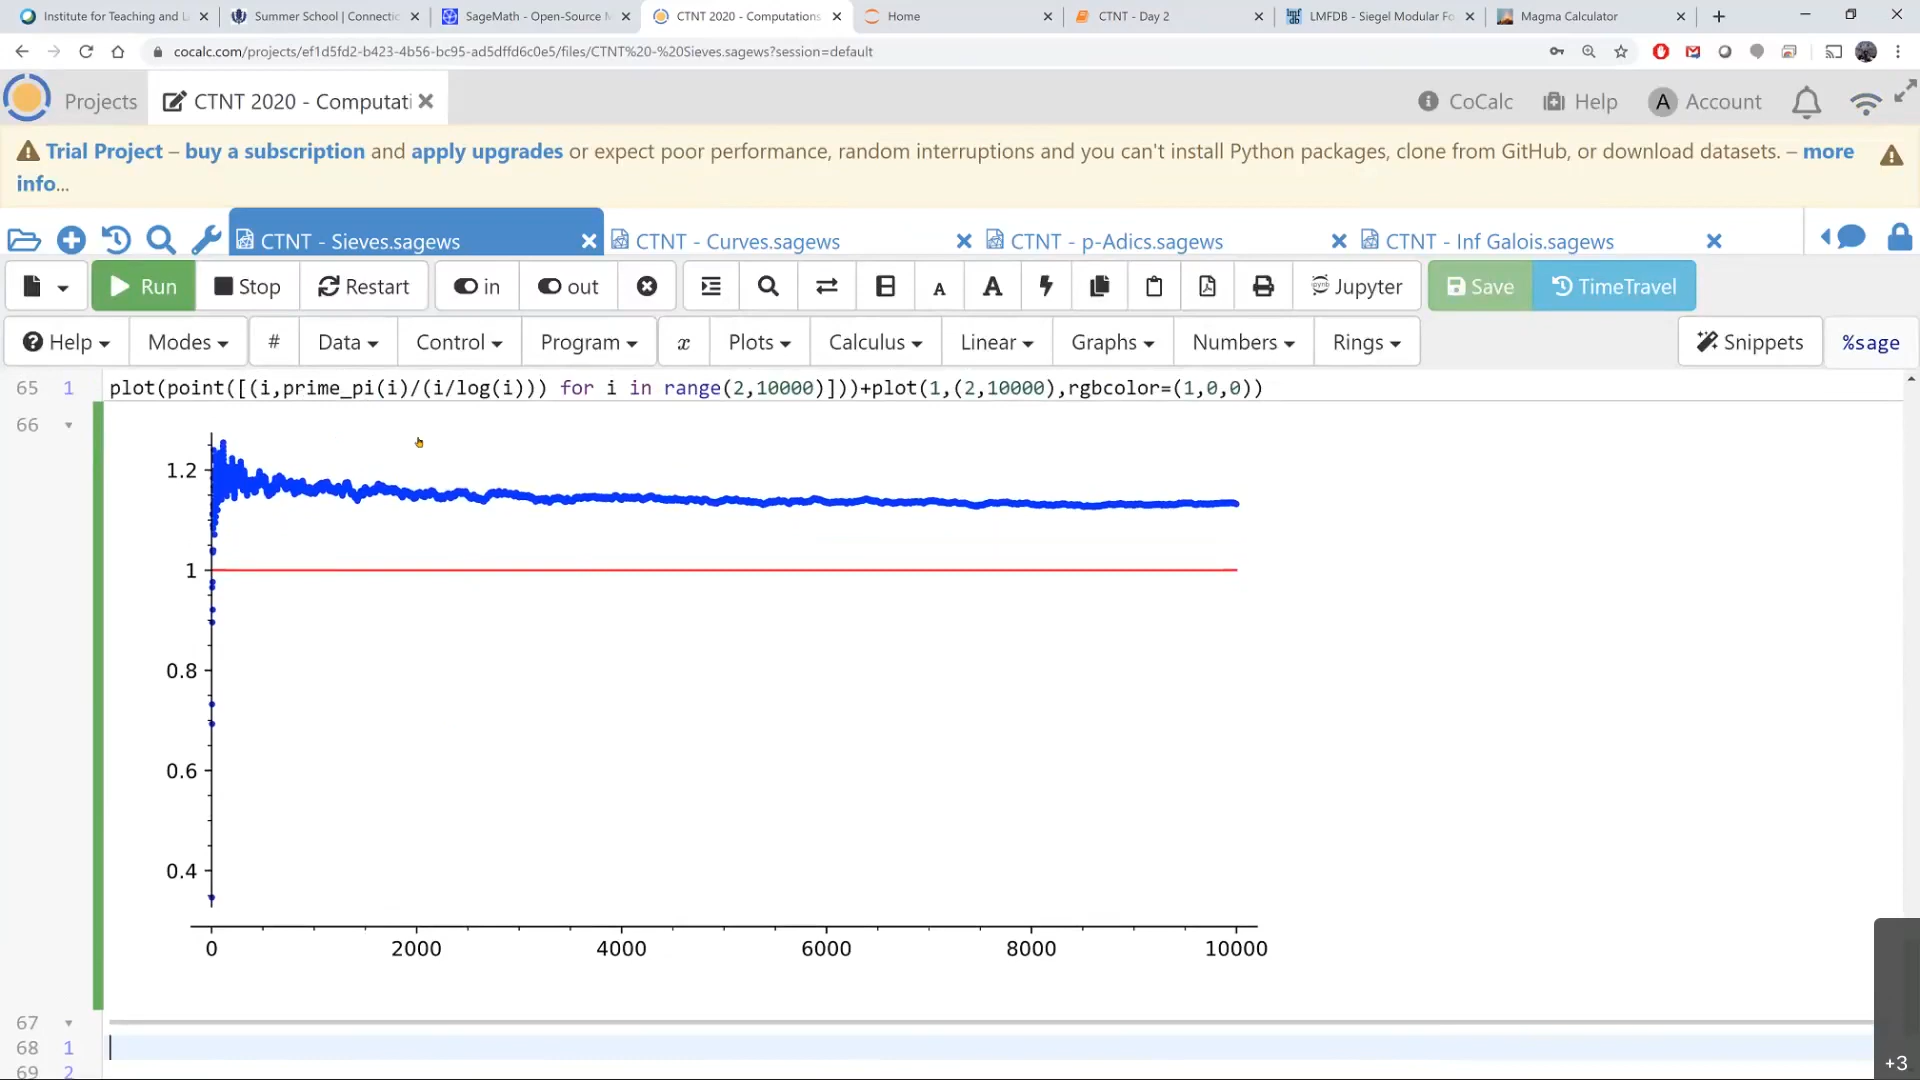 Institute for Teaching and L
Summer School | Connectic
SageMath - Open-Source M
CTNT 2020 - Computations
Home
CTNT - Day 2
LMFDB - Siegel Modular Fo
Magma Calculator
cocalc.com/projects/ef1d5fd2-b423-4b56-bc95-ad5dffd6c0e5/files/CTNT%20-%20Sieves.sagews?session=default
Projects
CTNT 2020 - Computati
CoCalc
Help
A
Account
Trial Project – buy a subscription and apply upgrades or expect poor performance, random interruptions and you can't install Python packages, clone from GitHub, or download datasets. – more
info...
CTNT - Sieves.sagews
CTNT - Curves.sagews
CTNT - p-Adics.sagews
CTNT - Inf Galois.sagews
Run
Stop
Restart
in
out
A
A
Jupyter
Save
TimeTravel
Help
Modes
#
Data
Control
Program
x
Plots
Calculus
Linear
Graphs
Numbers
Rings
Snippets
%sage
65 1 plot(point([(i,prime_pi(i)/(i/log(i))) for i in range(2,10000)]))+plot(1,(2,10000),rgbcolor=(1,0,0))
66
1.2
1
0.8
0.6
0.4
0 2000 4000 6000 8000 10000
67
68 1
69 2
+3